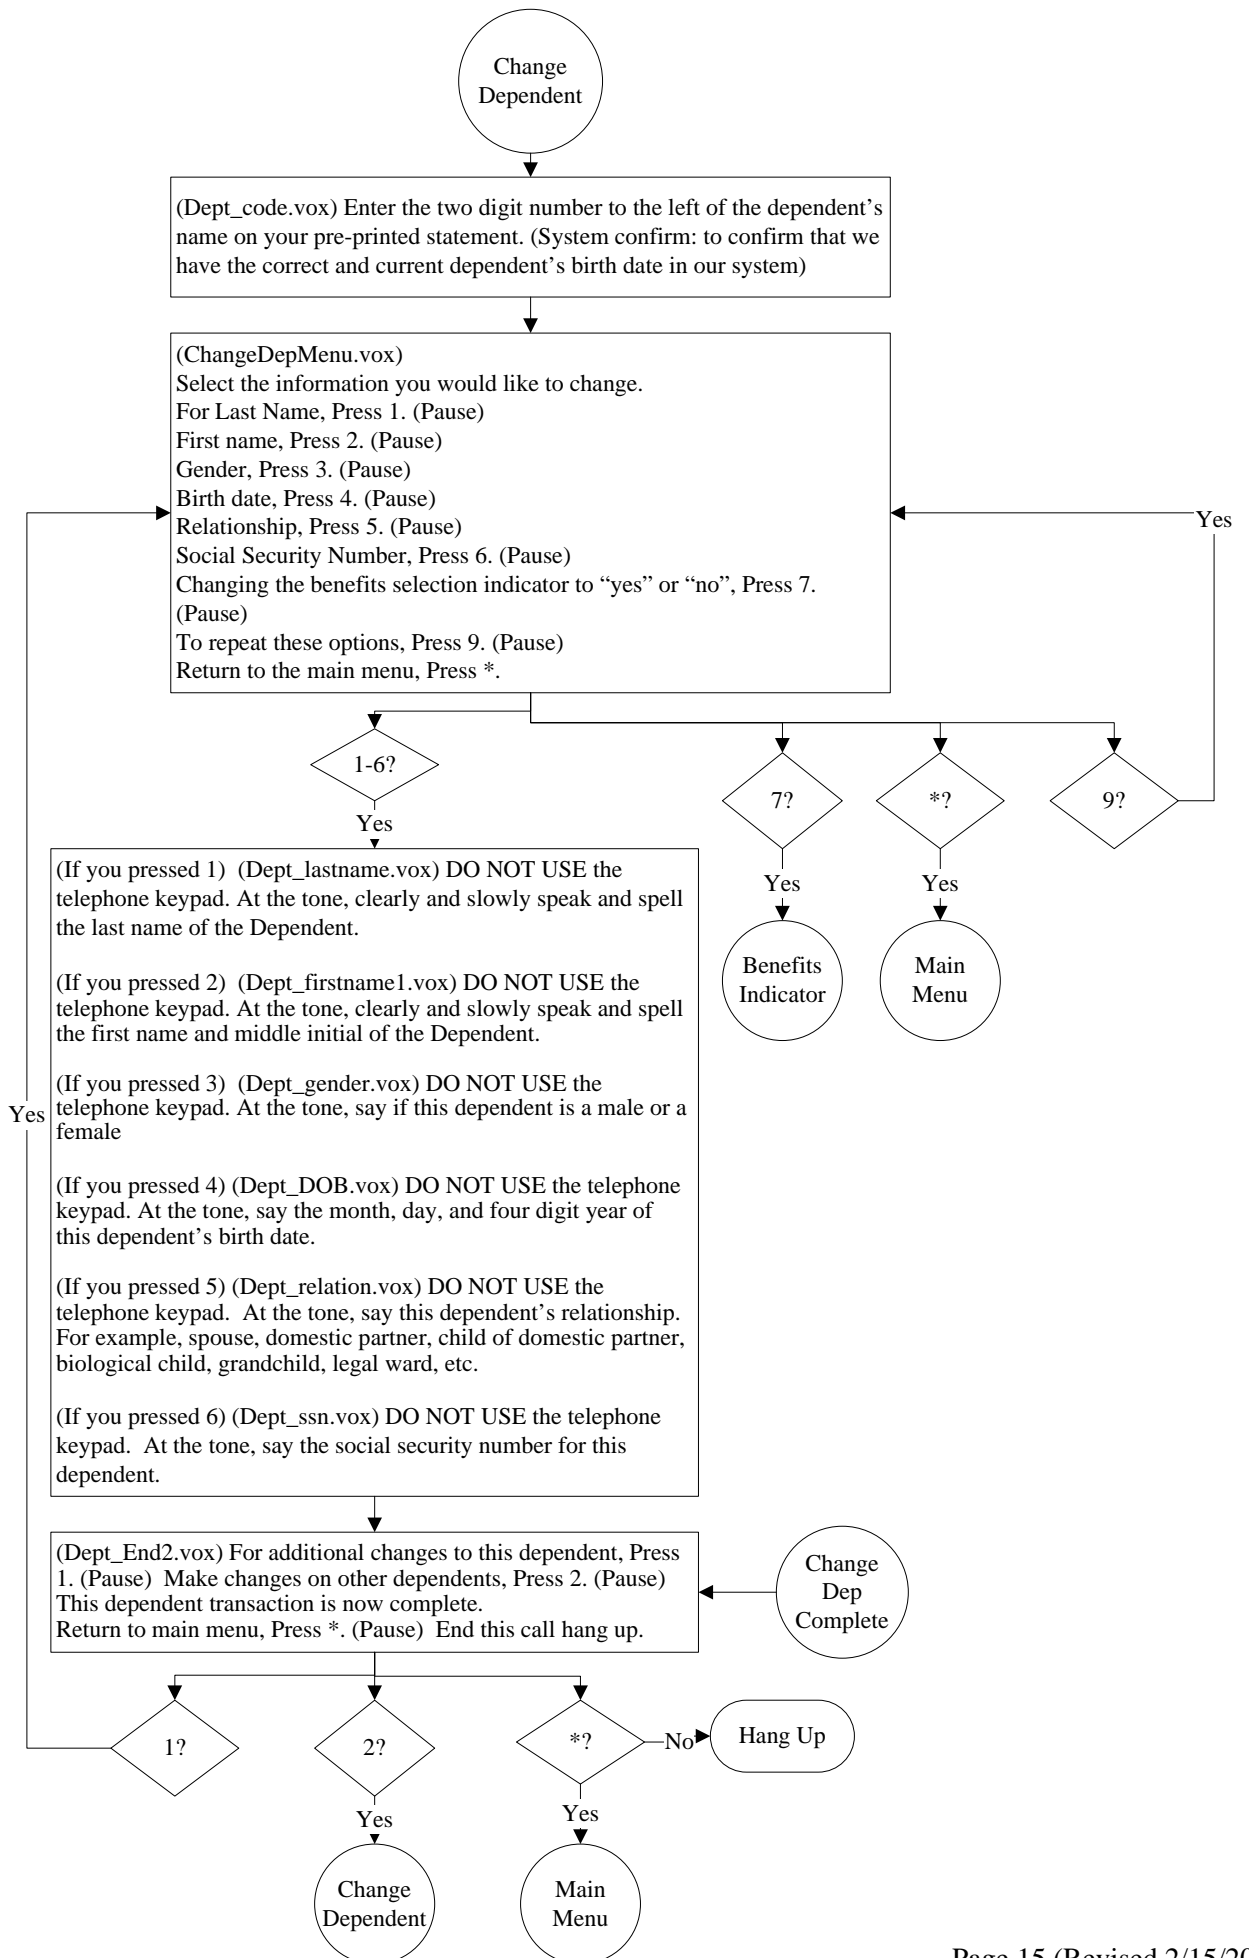 Change
Dependent
(Dept_code.vox) Enter the two digit number to the left of the dependent's
name on your pre-printed statement. (System confirm: to confirm that we
have the correct and current dependent's birth date in our system)
(ChangeDepMenu.vox)
Select the information you would like to change.
For Last Name, Press 1. (Pause)
First name, Press 2. (Pause)
Gender, Press 3. (Pause)
Birth date, Press 4. (Pause)
Relationship, Press 5. (Pause)
Social Security Number, Press 6. (Pause)
Changing the benefits selection indicator to “yes” or “no”, Press 7.
(Pause)
To repeat these options, Press 9. (Pause)
Return to the main menu, Press *.
Yes
1-6?
7?
*?
9?
Yes
Yes
Yes
Benefits
Indicator
Main
Menu
(If you pressed 1)  (Dept_lastname.vox) DO NOT USE the
telephone keypad. At the tone, clearly and slowly speak and spell
the last name of the Dependent.
(If you pressed 2)  (Dept_firstname1.vox) DO NOT USE the
telephone keypad. At the tone, clearly and slowly speak and spell
the first name and middle initial of the Dependent.
(If you pressed 3)  (Dept_gender.vox) DO NOT USE the
telephone keypad. At the tone, say if this dependent is a male or a
female
Yes
(If you pressed 4) (Dept_DOB.vox) DO NOT USE the telephone
keypad. At the tone, say the month, day, and four digit year of
this dependent's birth date.
(If you pressed 5) (Dept_relation.vox) DO NOT USE the
telephone keypad.  At the tone, say this dependent's relationship.
For example, spouse, domestic partner, child of domestic partner,
biological child, grandchild, legal ward, etc.
(If you pressed 6) (Dept_ssn.vox) DO NOT USE the telephone
keypad.  At the tone, say the social security number for this
dependent.
(Dept_End2.vox) For additional changes to this dependent, Press
1. (Pause)  Make changes on other dependents, Press 2. (Pause)
This dependent transaction is now complete.
Return to main menu, Press *. (Pause)  End this call hang up.
Change
Dep
Complete
1?
2?
*?
No
Hang Up
Yes
Yes
Change
Dependent
Main
Menu
Page 15 (Revised 2/15/20